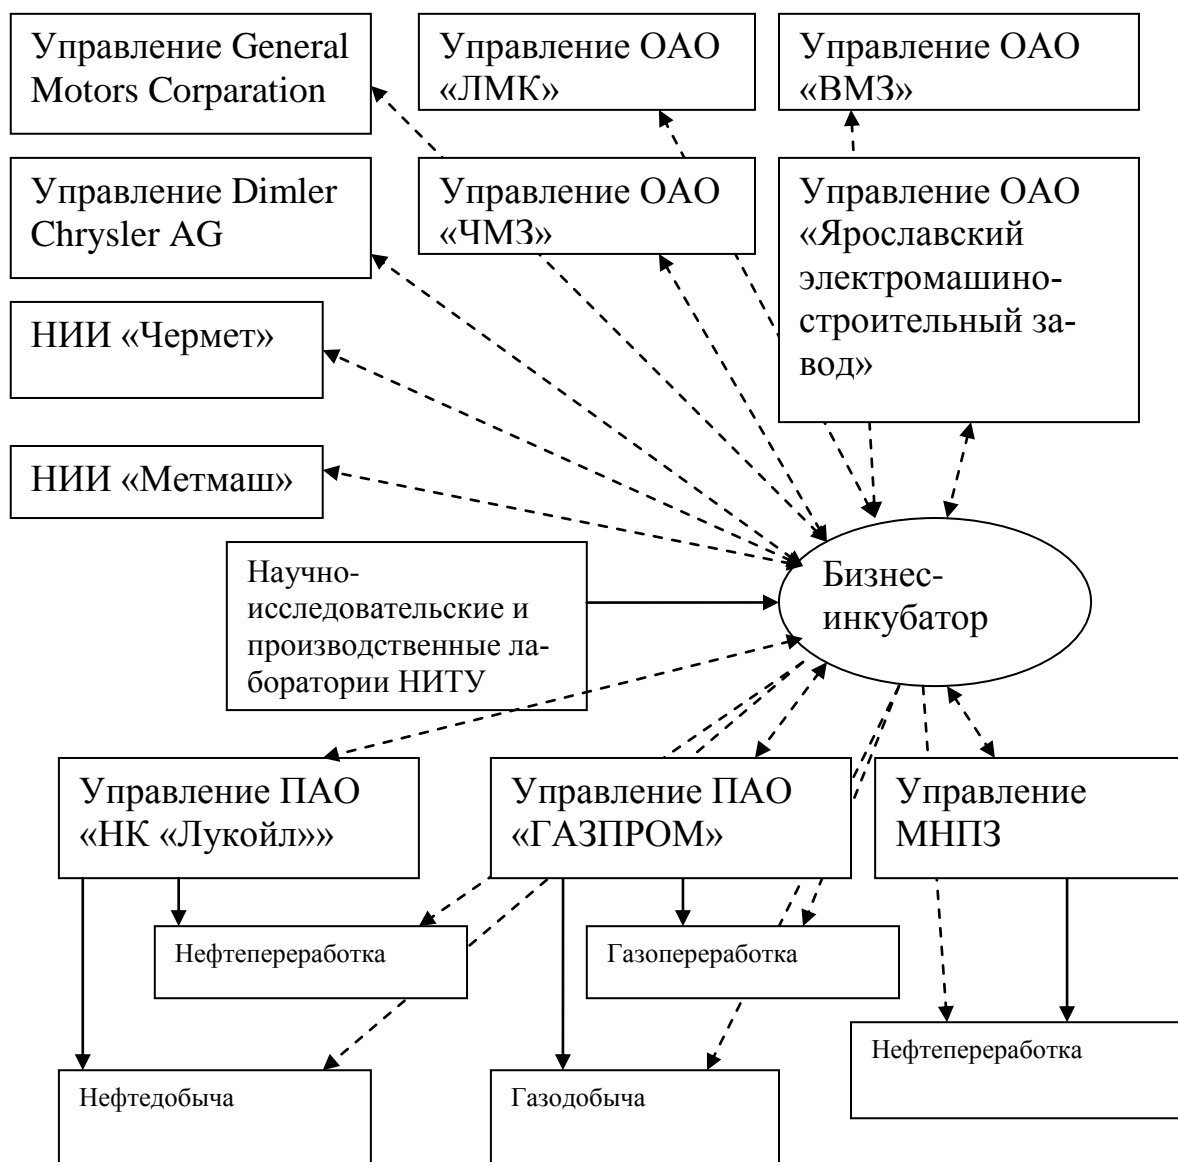 Управление General
Motors Corparation
Управление ОАО
«ЛМК»
Управление ОАО
«ВМЗ»
Управление Dimler
Chrysler AG
Управление ОАО
«ЧМЗ»
Управление ОАО
«Ярославский
электромашино-
строительный за-
вод»
НИИ «Чермет»
НИИ «Метмаш»
Научно-
исследовательские и
производственные ла-
боратории НИТУ
Бизнес-
инкубатор
Управление ПАО
«НК «Лукойл»»
Управление ПАО
«ГАЗПРОМ»
Управление
МНПЗ
Нефтепереработка
Газопереработка
Нефтепереработка
Нефтедобыча
Газодобыча